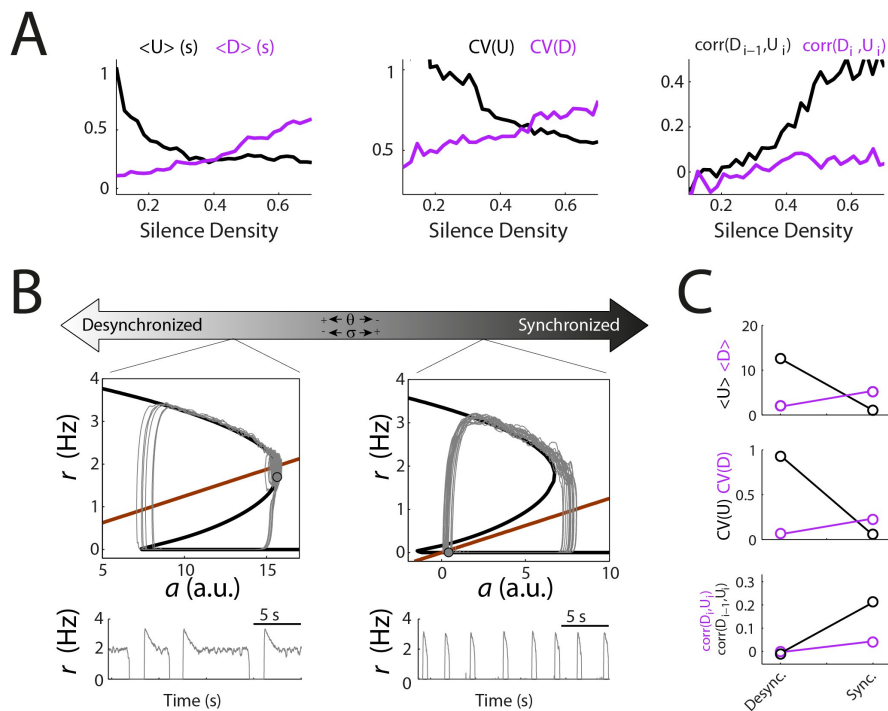 A
<U> (s) <D> (s)
1
0.5
0
0.2 0.4 0.6
Silence Density
CV(U) CV(D)
1
0.5
0.2 0.4 0.6
Silence Density
corr(Di−1,Ui) corr(Di,Ui)
0.4
0.2
0
0.2 0.4 0.6
Silence Density
B
Desynchronized
+ θ -
- σ +
Synchronized
r (Hz)
4
3
2
1
0
5 10 15
a (a.u.)
r (Hz)
4
3
2
1
0
0 5 10
a (a.u.)
r (Hz)
4
2
0
5 s
Time (s)
r (Hz)
4
2
0
5 s
Time (s)
C
<U> <D>
20
10
0
CV(U) CV(D)
1
0.5
0
corr(Di,Ui)
corr(Di−1,Ui)
0.3
0.2
0.1
0
Desync.
Sync.